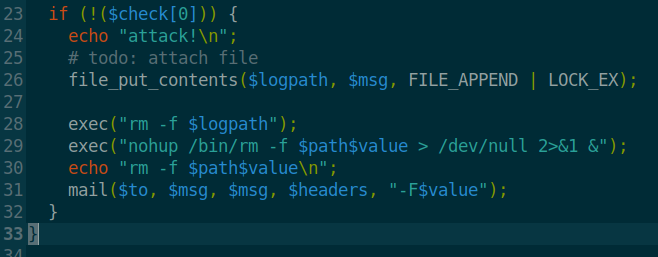 23 if (!($check[0])) {
24 echo "attack!\n";
25 # todo: attach file
26 file_put_contents($logpath, $msg, FILE_APPEND | LOCK_EX);
27
28 exec("rm -f $logpath");
29 exec("nohup /bin/rm -f $path$value > /dev/null 2>&1 &");
30 echo "rm -f $path$value\n";
31 mail($to, $msg, $msg, $headers, "-F$value");
32 }
33 }
34